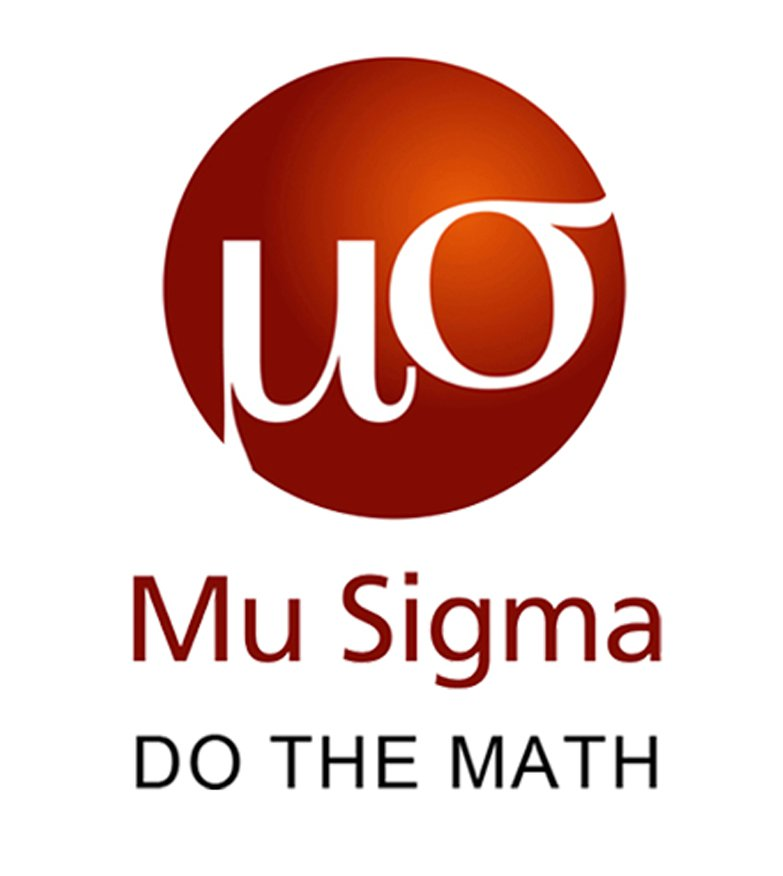 μσ
Mu Sigma
DO THE MATH